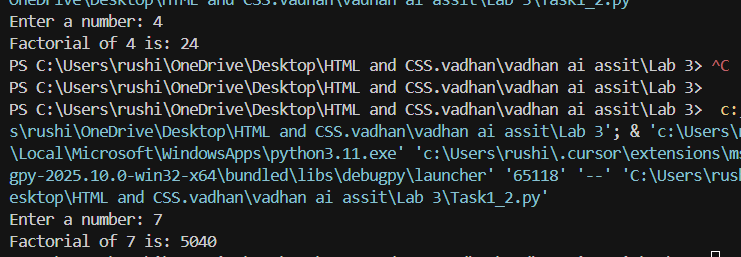 OneDrive\Desktop\HTML and CSS.vadhan\vadhan ai assit\Lab 3\Task1_2.py'
Enter a number: 4
Factorial of 4 is: 24
PS C:\Users\rushi\OneDrive\Desktop\HTML and CSS.vadhan\vadhan ai assit\Lab 3> ^C
PS C:\Users\rushi\OneDrive\Desktop\HTML and CSS.vadhan\vadhan ai assit\Lab 3>
PS C:\Users\rushi\OneDrive\Desktop\HTML and CSS.vadhan\vadhan ai assit\Lab 3> c:
s\rushi\OneDrive\Desktop\HTML and CSS.vadhan\vadhan ai assit\Lab 3'; & 'c:\Users\
\Local\Microsoft\WindowsApps\python3.11.exe' 'c:\Users\rushi\.cursor\extensions\ms
gpy-2025.10.0-win32-x64\bundled\libs\debugpy\launcher' '65118' '--' 'C:\Users\rush
esktop\HTML and CSS.vadhan\vadhan ai assit\Lab 3\Task1_2.py'
Enter a number: 7
Factorial of 7 is: 5040